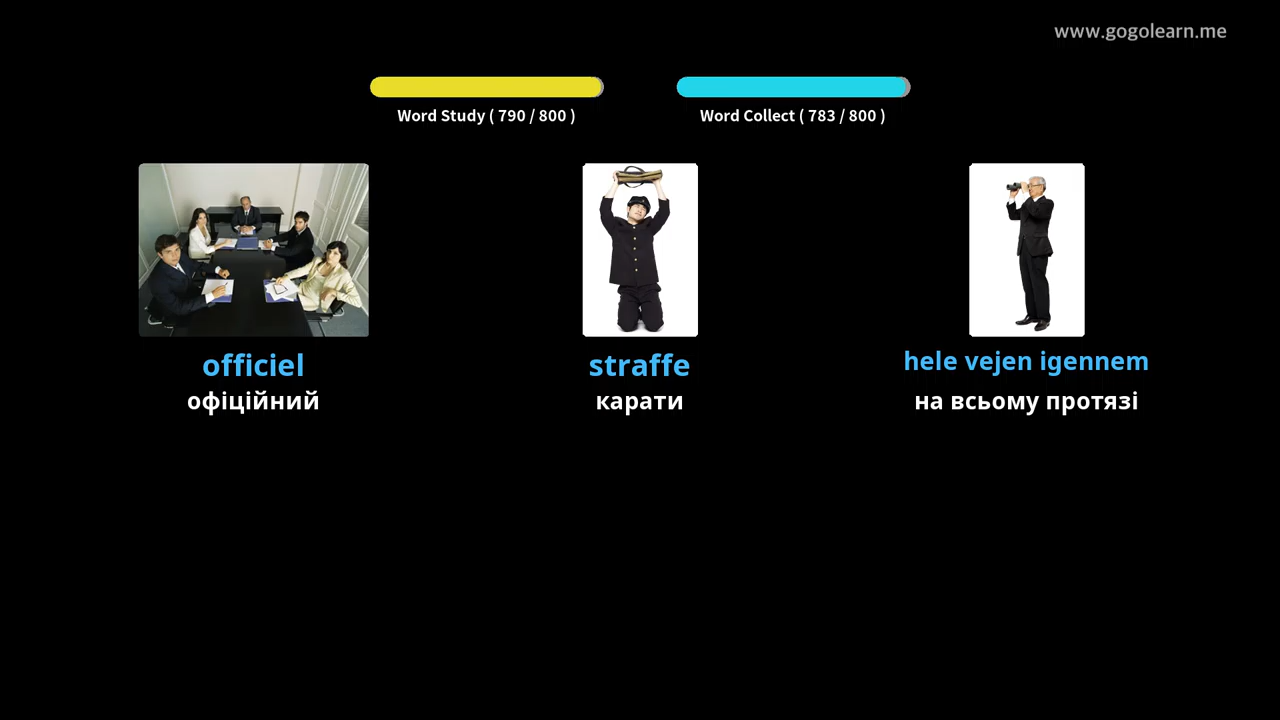 www.gogolearn.me
Word Study ( 790 / 800 )
Word Collect ( 783 / 800 )
officiel
офіційний
straffe
карати
hele vejen igennem
на всьому протязі